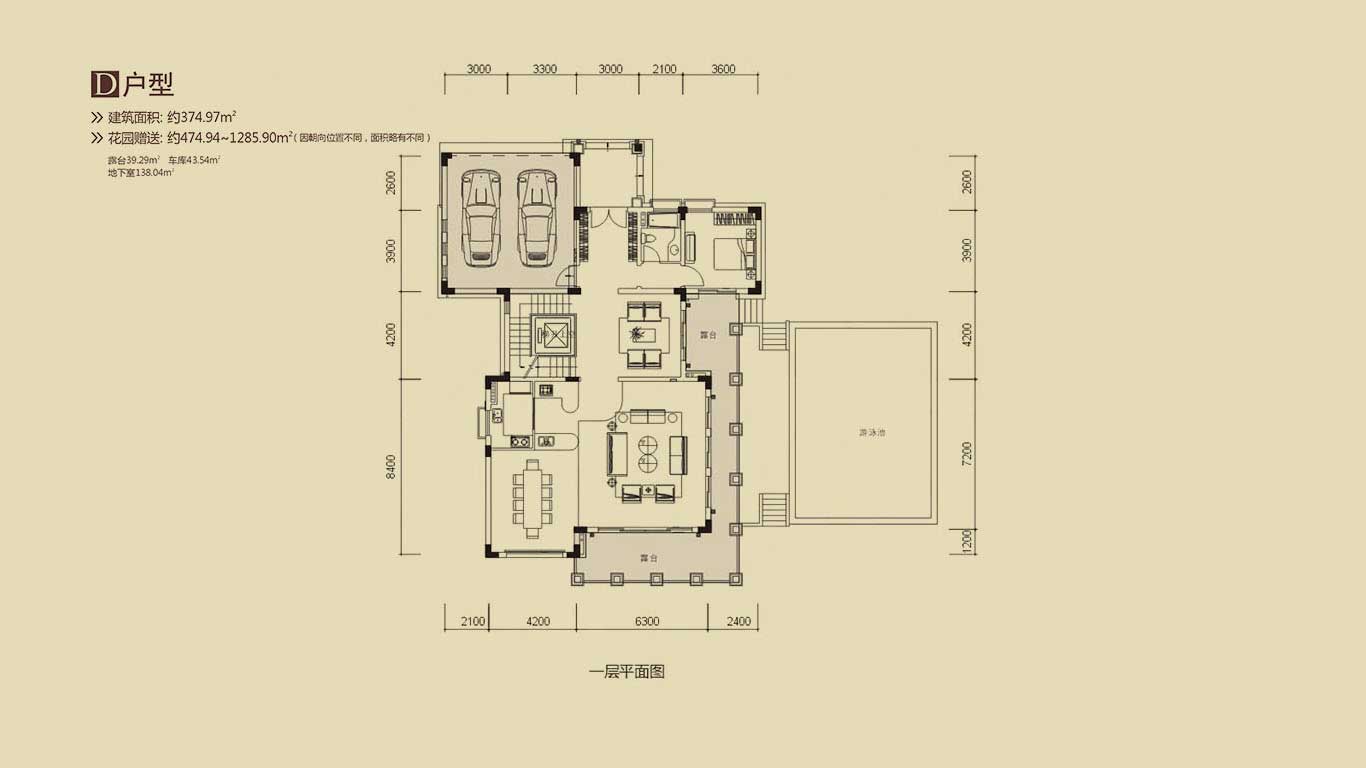 D户型
建筑面积: 约374.97m²
花园赠送: 约474.94~1285.90m²(因朝向位置不同，面积略有不同)
露台39.29m² 车库43.54m²
地下室138.04m²
3000 3300 3000 2100 3600
2600
3900
4200
8400
2600
3900
4200
7200
1200
露台
游泳池
露台
2100 4200 6300 2400
一层平面图